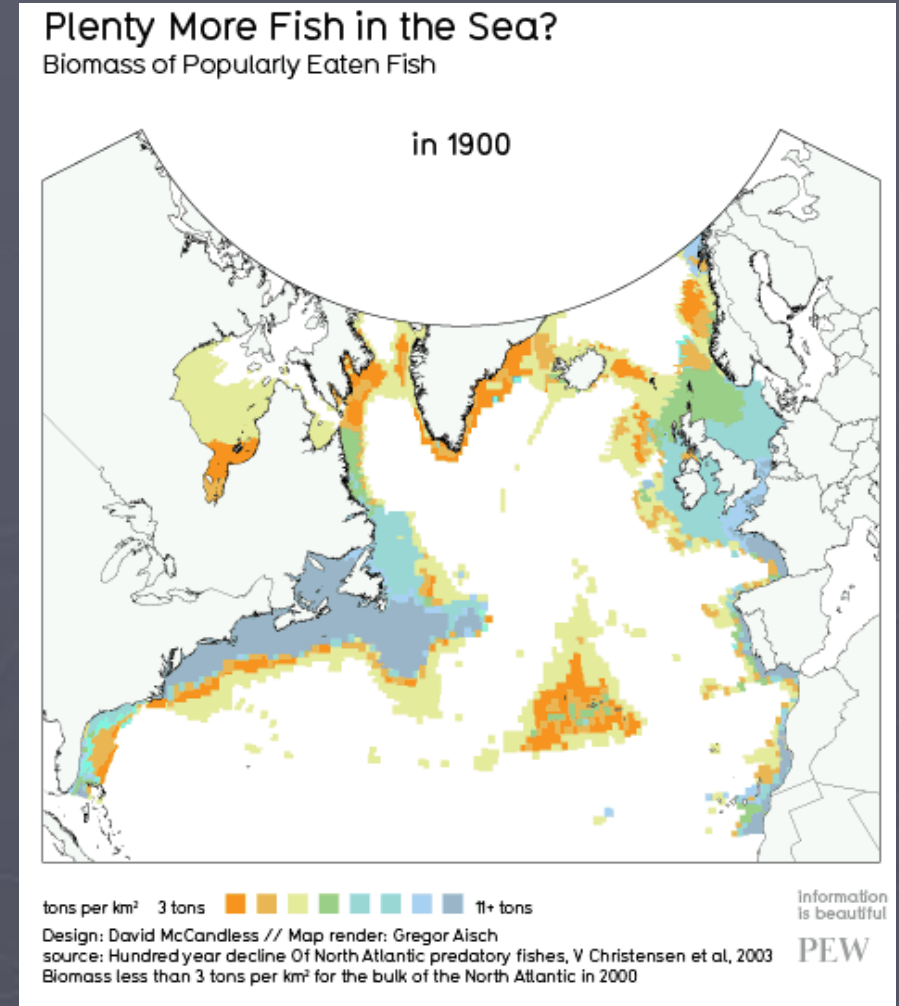 Plenty More Fish in the Sea?
Biomass of Popularly Eaten Fish
in 1900
tons per km² 3 tons 11+ tons
Design: David McCandless // Map render: Gregor Aisch
source: Hundred year decline Of North Atlantic predatory fishes, V Christensen et al, 2003
Biomass less than 3 tons per km² for the bulk of the North Atlantic in 2000
information
is beautiful
PEW